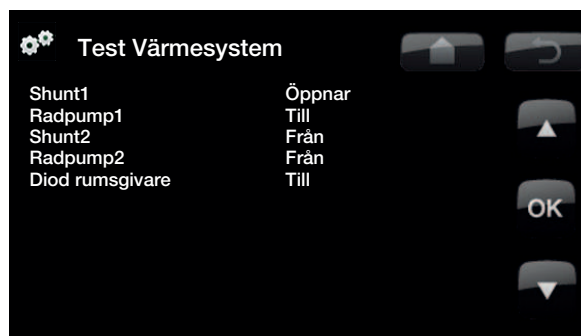 Test Värmesystem
Shunt1 Öppnar
Radpump1 Till
Shunt2 Från
Radpump2 Från
Diod rumsgivare Till
OK